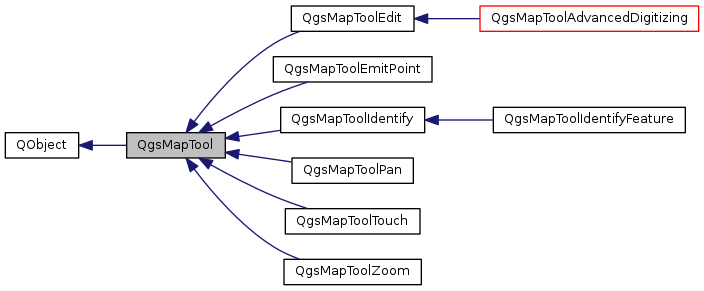 QgsMapToolEdit
QgsMapToolAdvancedDigitizing
QgsMapToolEmitPoint
QgsMapToolIdentify
QgsMapToolIdentifyFeature
QObject
QgsMapTool
QgsMapToolPan
QgsMapToolTouch
QgsMapToolZoom